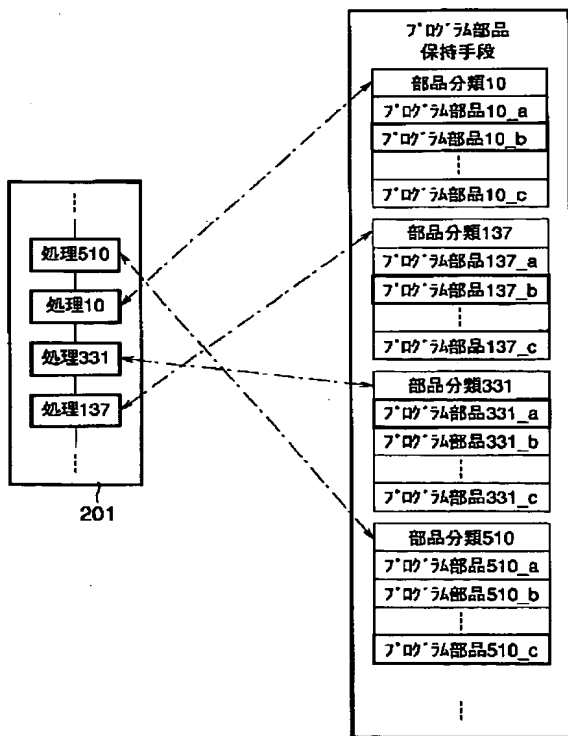 処理510
処理10
処理331
処理137
201
ﾌﾟﾛｸﾞﾗﾑ部品
保持手段
部品分類10
ﾌﾟﾛｸﾞﾗﾑ部品10_a
ﾌﾟﾛｸﾞﾗﾑ部品10_b
ﾌﾟﾛｸﾞﾗﾑ部品10_c
部品分類137
ﾌﾟﾛｸﾞﾗﾑ部品137_a
ﾌﾟﾛｸﾞﾗﾑ部品137_b
ﾌﾟﾛｸﾞﾗﾑ部品137_c
部品分類331
ﾌﾟﾛｸﾞﾗﾑ部品331_a
ﾌﾟﾛｸﾞﾗﾑ部品331_b
ﾌﾟﾛｸﾞﾗﾑ部品331_c
部品分類510
ﾌﾟﾛｸﾞﾗﾑ部品510_a
ﾌﾟﾛｸﾞﾗﾑ部品510_b
ﾌﾟﾛｸﾞﾗﾑ部品510_c